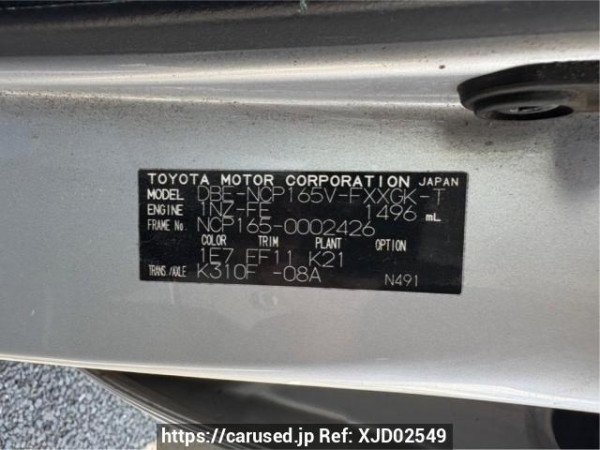 TOYOTA MOTOR CORPORATION JAPAN
MODEL DBE-NCP165V-EXXGK-T
ENGINE 1NZ-FE 1496 mL
FRAME No. NCP165-0002426
COLOR TRIM PLANT OPTION
1E7 EF11 K21
TRANS/AXLE K310F -08A
N491
https://carused.jp Ref: XJD02549